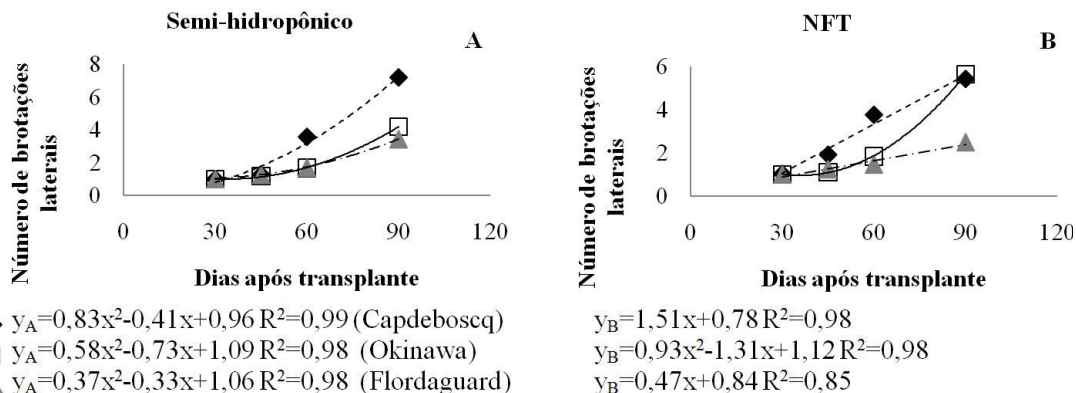 Semi-hidropônico
A
Número de brotações
laterais
8
6
4
2
0
0 30 60 90 120
Dias após transplante
NFT
B
Número de brotações
laterais
6
4
2
0
0 30 60 90 120
Dias após transplante
yA=0,83x²-0,41x+0,96 R²=0,99 (Capdeboscq)
yA=0,58x²-0,73x+1,09 R²=0,98 (Okinawa)
yA=0,37x²-0,33x+1,06 R²=0,98 (Flordaguard)
yB=1,51x+0,78 R²=0,98
yB=0,93x²-1,31x+1,12 R²=0,98
yB=0,47x+0,84 R²=0,85